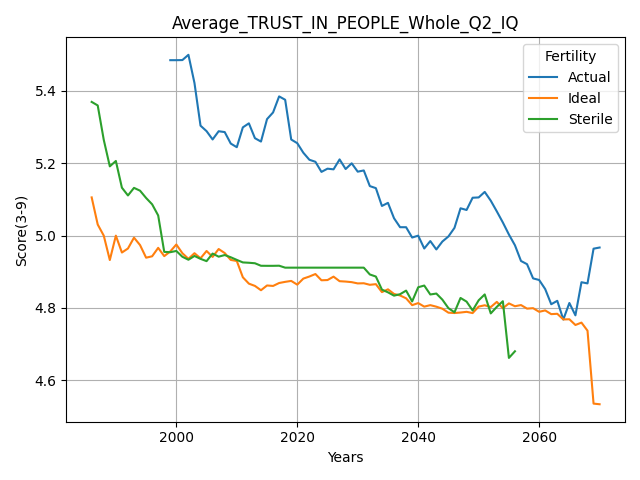 Average_TRUST_IN_PEOPLE_Whole_Q2_IQ
Fertility
Actual
Ideal
Sterile
Score(3-9)
5.4
5.2
5.0
4.8
4.6
2000 2020 2040 2060
Years